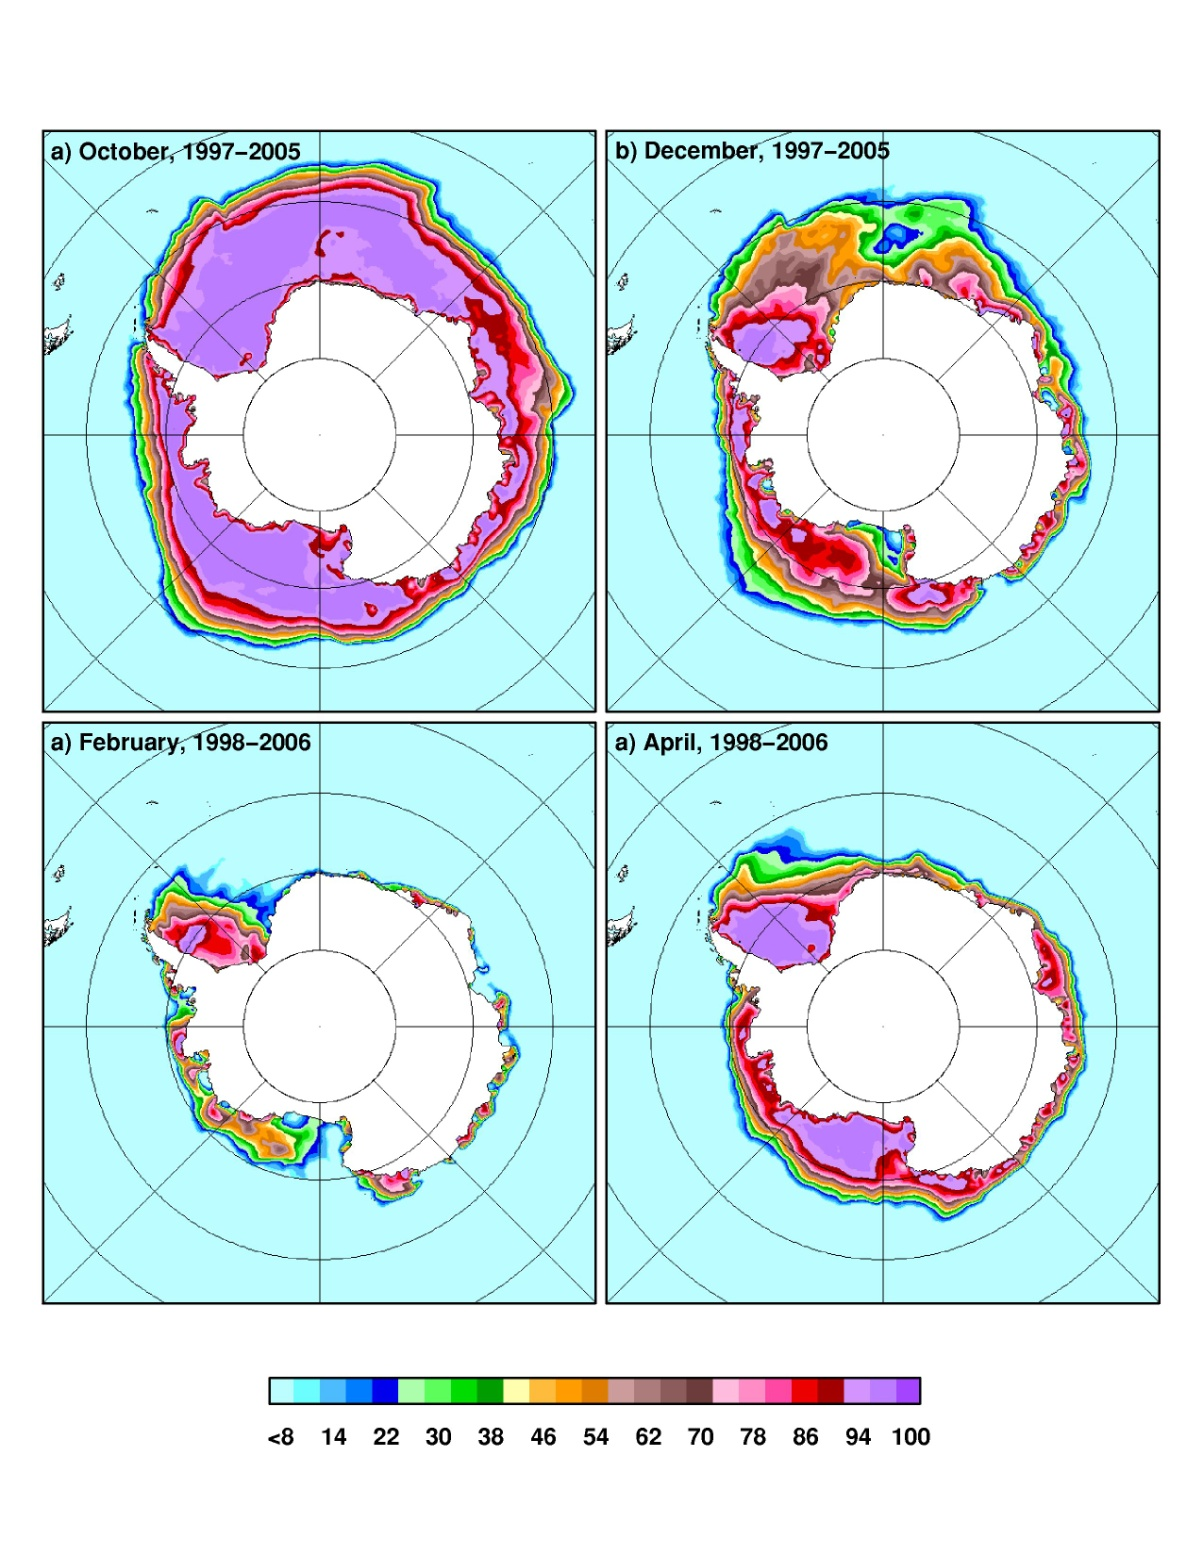 a) October, 1997−2005
b) December, 1997−2005
a) February, 1998−2006
a) April, 1998−2006
<8 14 22 30 38 46 54 62 70 78 86 94 100